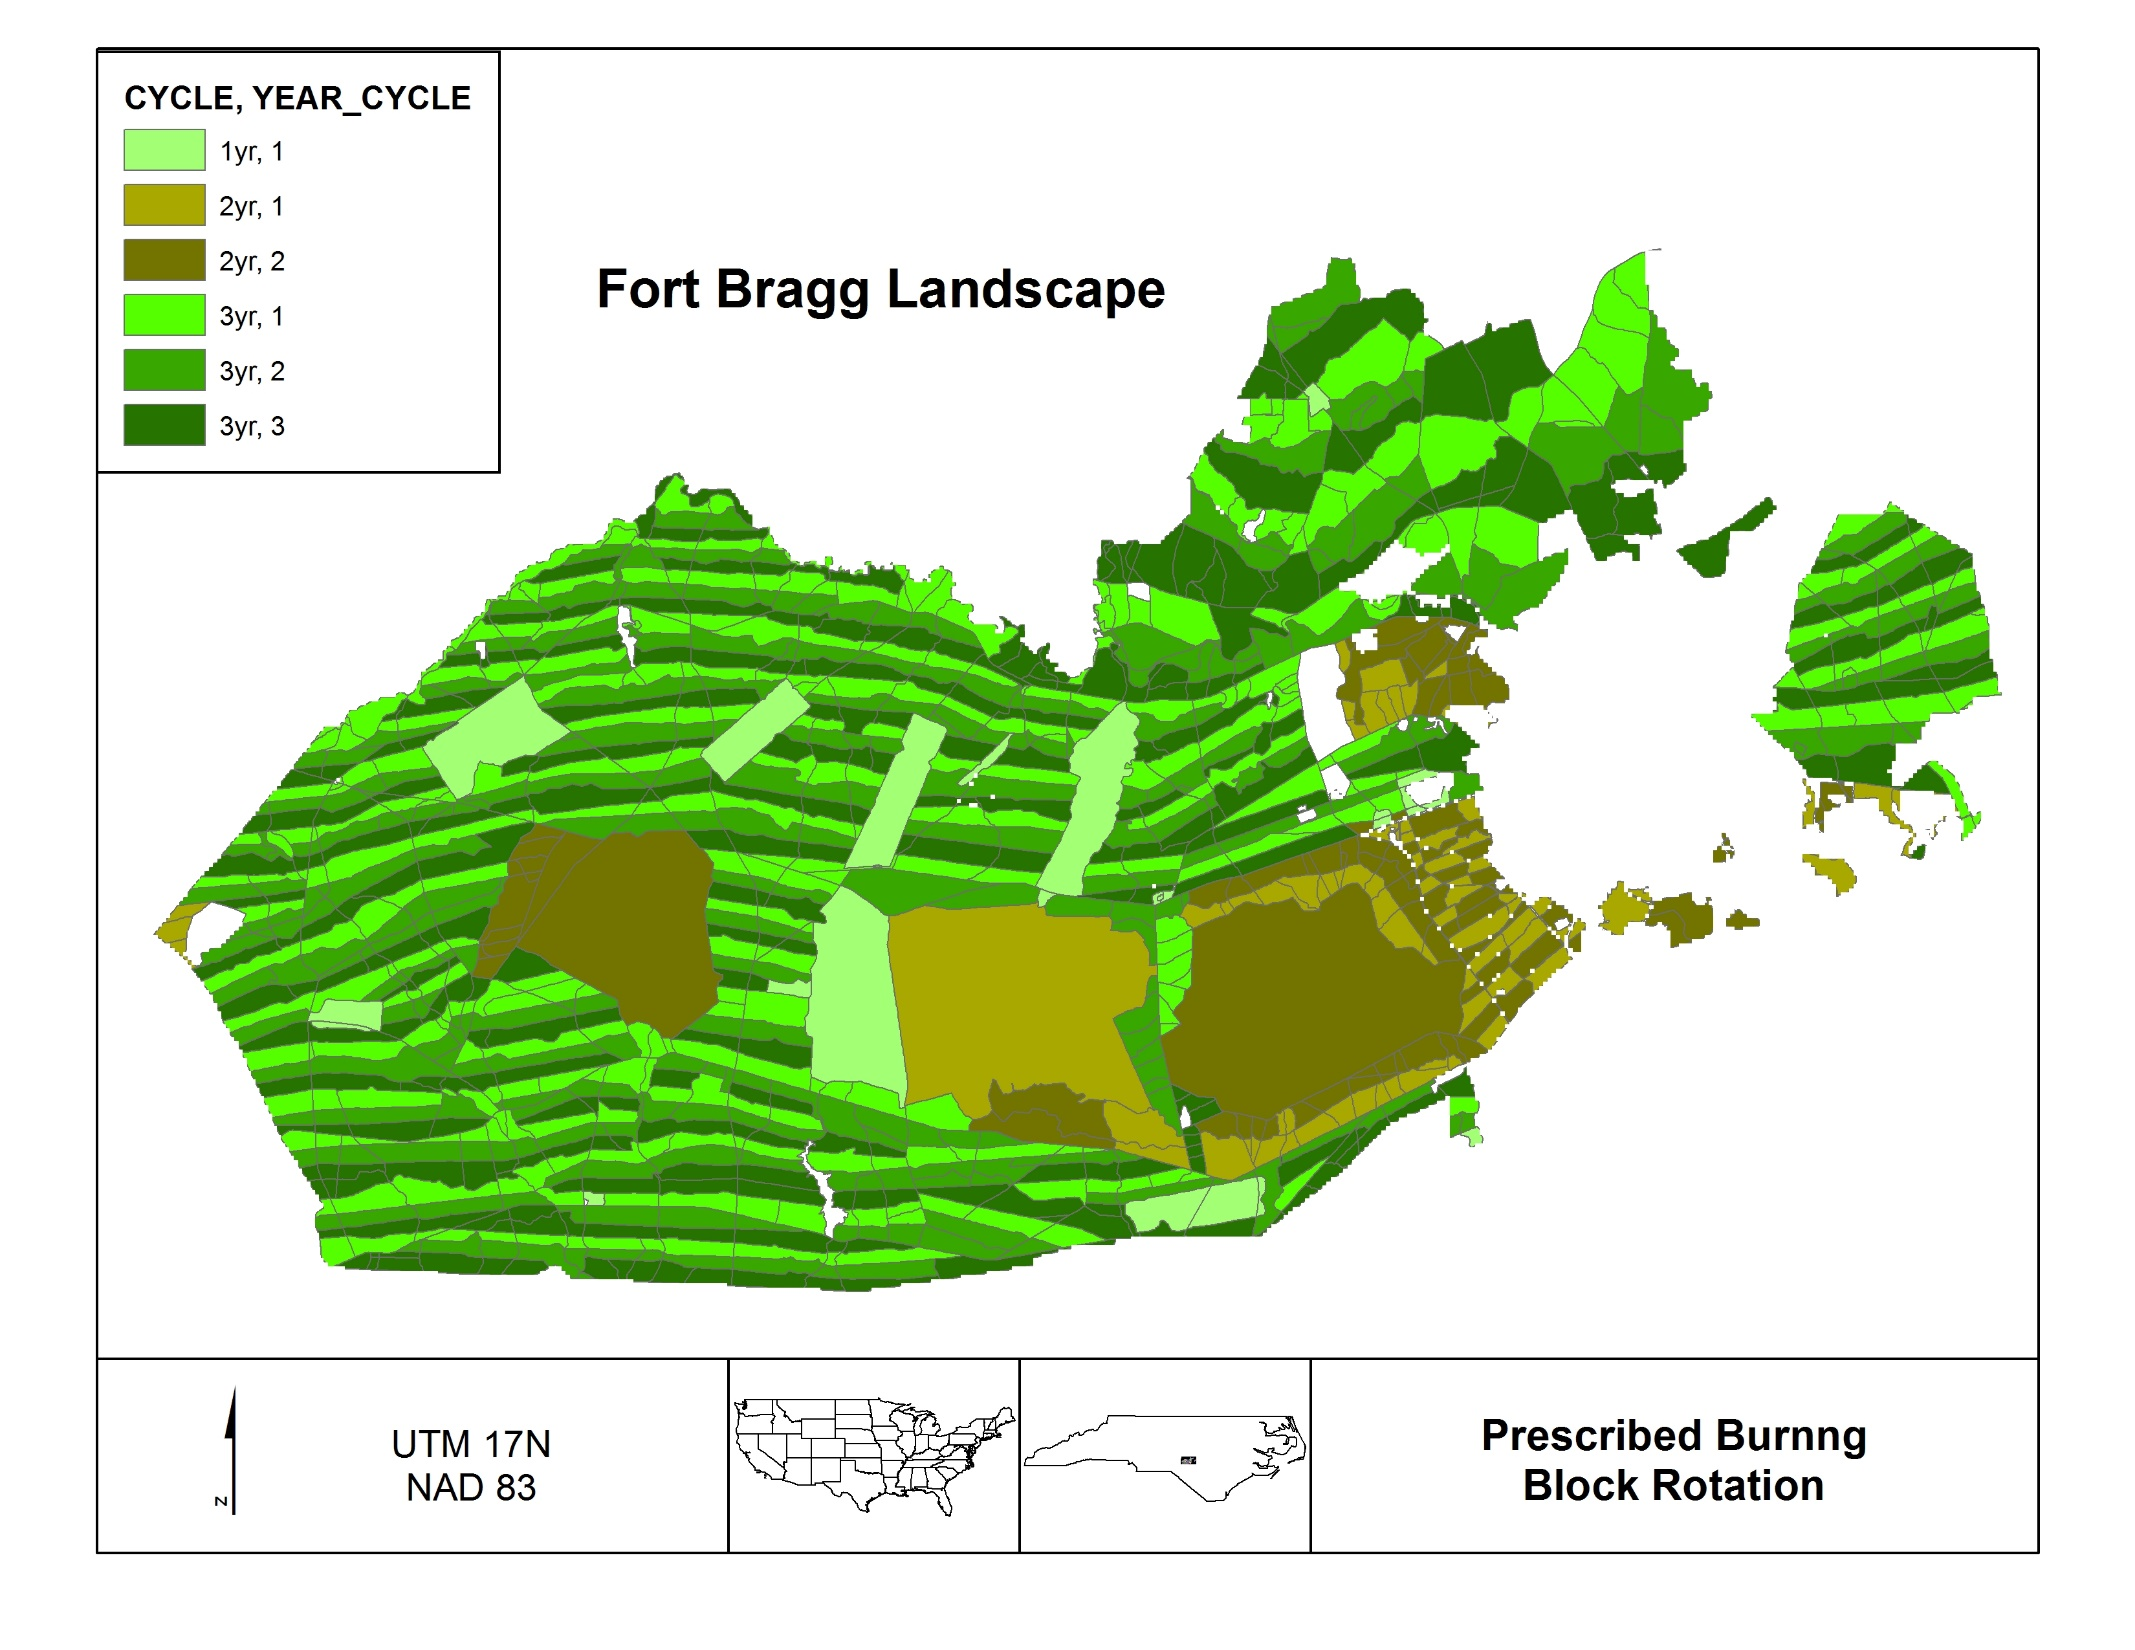 CYCLE, YEAR_CYCLE
1yr, 1
2yr, 1
2yr, 2
3yr, 1
3yr, 2
3yr, 3
Fort Bragg Landscape
N
UTM 17N
NAD 83
Prescribed Burnng
Block Rotation